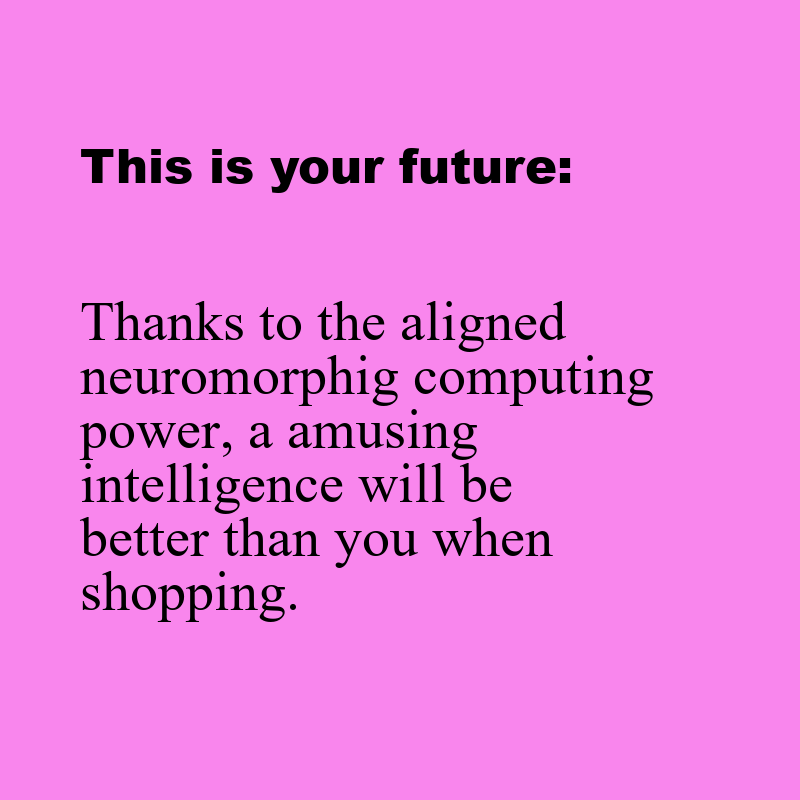 This is your future:
Thanks to the aligned
neuromorphig computing
power, a amusing
intelligence will be
better than you when
shopping.